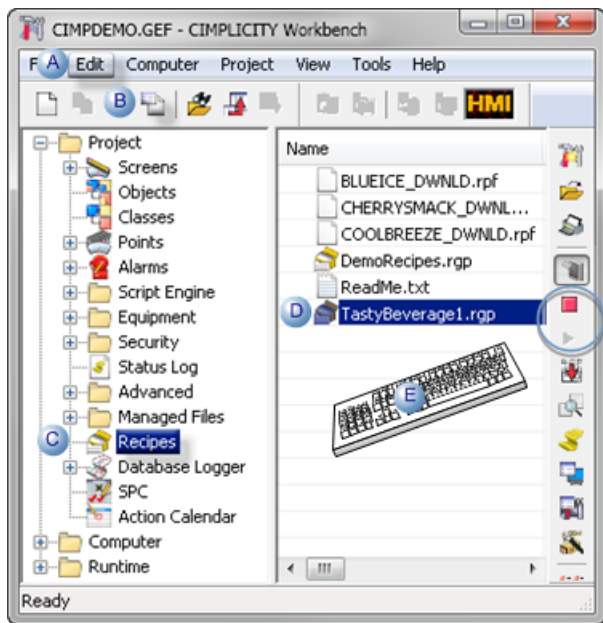 CIMPDEMO.GEF - CIMPLICITY Workbench
F A Edit Computer Project View Tools Help
B HMI
Project
Screens
Objects
Classes
Points
Alarms
Script Engine
Equipment
Security
Status Log
Advanced
Managed Files
C Recipes
Database Logger
SPC
Action Calendar
Computer
Runtime
Name
BLUEICE_DWNLD.rpf
CHERRYSMACK_DWNL...
COOLBREEZE_DWNLD.rpf
DemoRecipes.rgp
ReadMe.txt
D TastyBeverage1.rgp
E
Ready